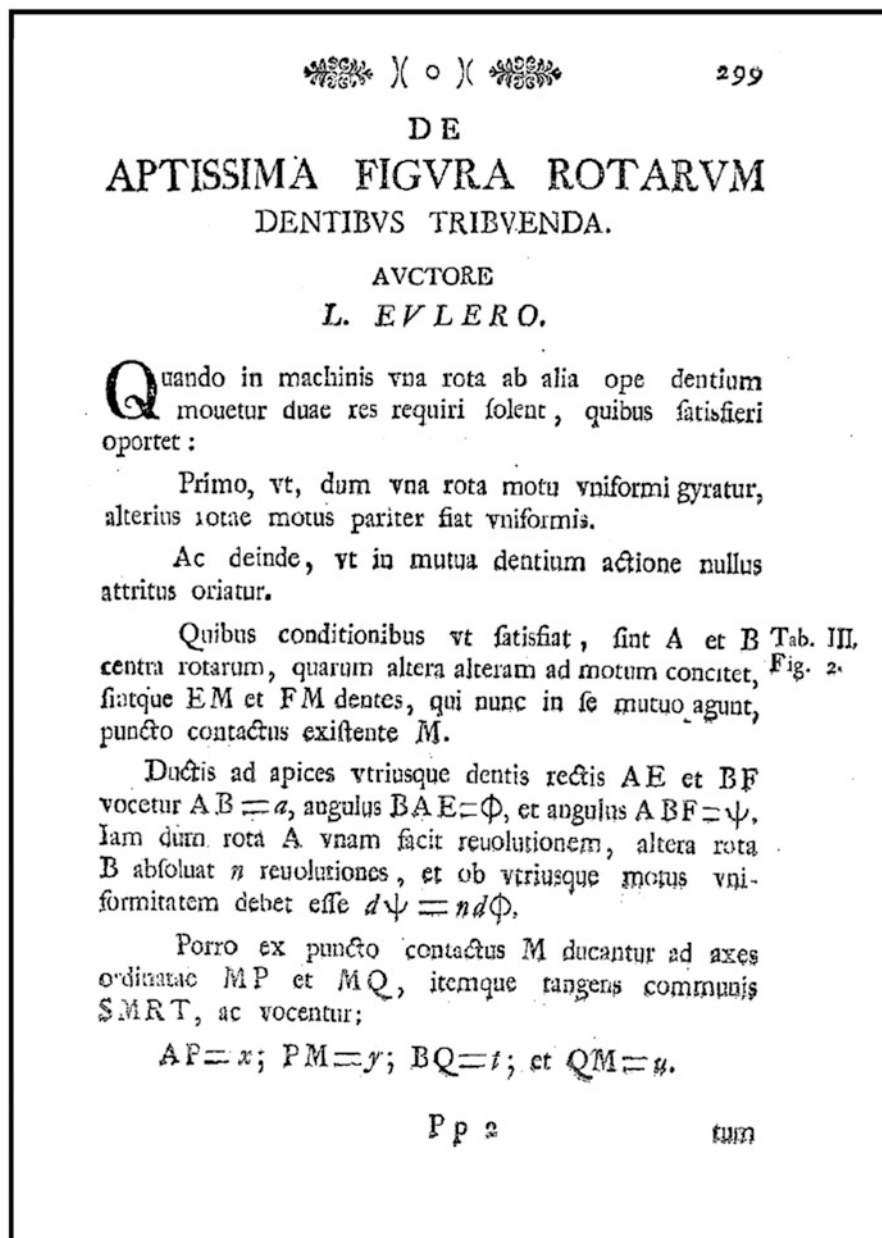 )( o )( 299
DE
APTISSIMA FIGVRA ROTARVM
DENTIBVS TRIBVENDA.
AVCTORE
L. EVLERO.
Quando in machinis vna rota ab alia ope dentium
mouetur duae res requiri ſolent, quibus ſatisfieri
oportet:
Primo, vt, dum vna rota motu vniformi gyratur,
alterius rotae motus pariter fiat vniformis.
Ac deinde, vt in mutua dentium actione nullus
attritus oriatur.
Quibus conditionibus vt ſatisfiat, ſint A et B Tab. III.
centra rotarum, quarum altera alteram ad motum concitet, Fig. 2.
ſintque EM et FM dentes, qui nunc in ſe mutuo agunt,
puncto contactus exiſtente M.
Ductis ad apices vtriusque dentis rectis AE et BF
vocetur AB=a, angulus BAE=Φ, et angulus ABF=ψ.
Iam dum rota A vnam facit reuolutionem, altera rota
B abſoluat n reuolutiones, et ob vtriusque motus vni-
formitatem debet eſſe dψ=ndΦ.
Porro ex puncto contactus M ducantur ad axes
ordinatae MP et MQ, itemque tangens communis
SMRT, ac vocentur;
AP=x; PM=y; BQ=t; et QM=u.
Pp 2 tum